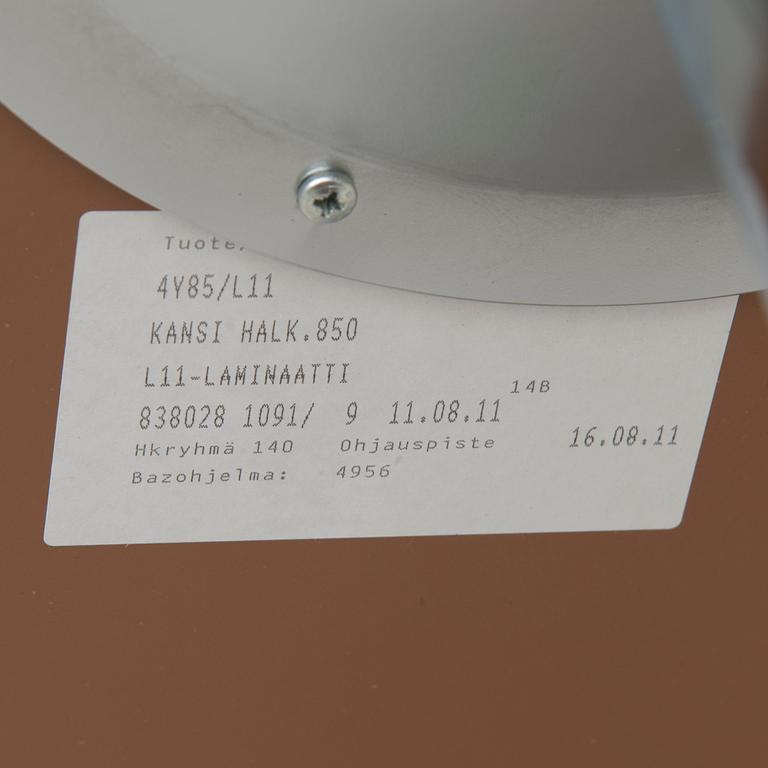 Tuote
4Y85/L11
KANSI HALK.850
L11-LAMINAATTI
14B
838028 1091/ 9 11.08.11
Hkryhmä 140 Ohjauspiste 16.08.11
Bazohjelma: 4956